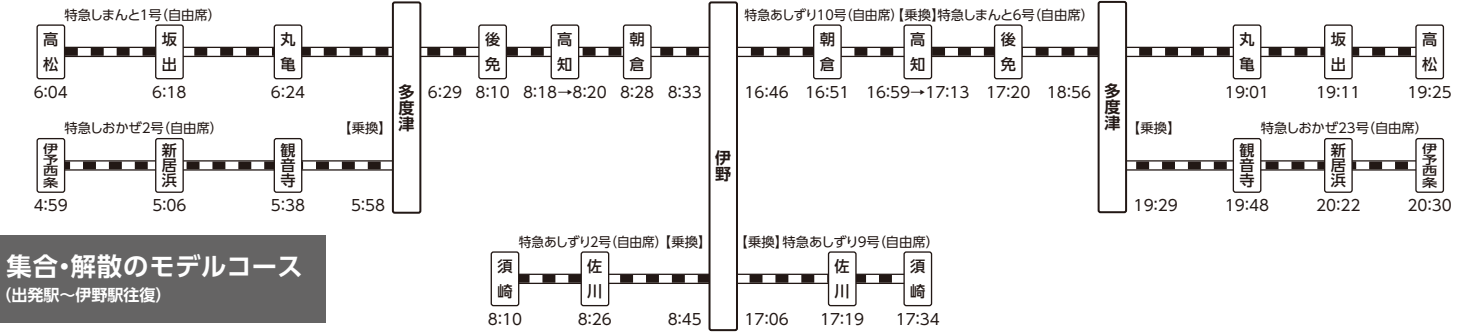 特急しまんと1号(自由席)
高松
坂出
丸亀
多度津
後免
高知
朝倉
伊野
6:04
6:18
6:24
6:29
8:10
8:18→8:20
8:28
8:33
特急しおかぜ2号(自由席)
【乗換】
伊予西条
新居浜
観音寺
4:59
5:06
5:38
5:58
特急あしずり2号(自由席)【乗換】
須崎
佐川
8:10
8:26
8:45
特急あしずり10号(自由席)【乗換】特急しまんと6号(自由席)
朝倉
高知
後免
多度津
丸亀
坂出
高松
16:46
16:51
16:59→17:13
17:20
18:56
19:01
19:11
19:25
【乗換】
特急しおかぜ23号(自由席)
観音寺
新居浜
伊予西条
19:29
19:48
20:22
20:30
【乗換】特急あしずり9号(自由席)
佐川
須崎
17:06
17:19
17:34
集合・解散のモデルコース
(出発駅〜伊野駅往復)